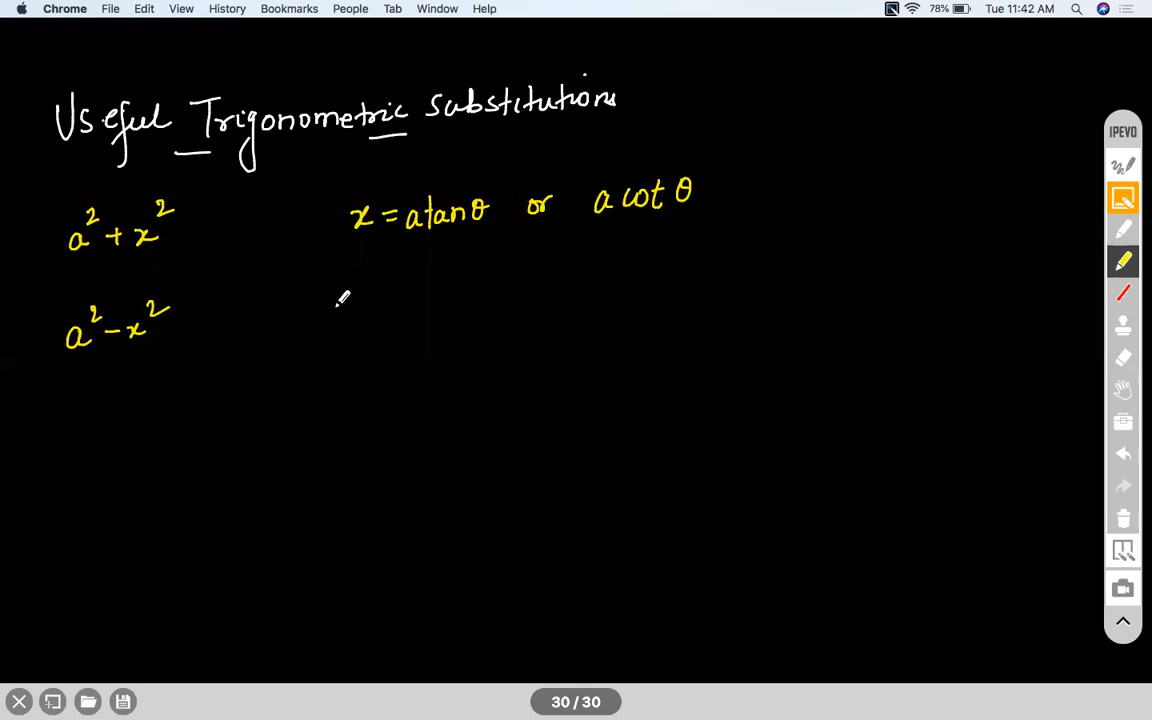 Chrome File Edit View History Bookmarks People Tab Window Help 78% Tue 11:42 AM
Useful Trigonometric substitutions
a² + x² x = a tan θ or a cot θ
a² - x²
IPEVO
30 / 30